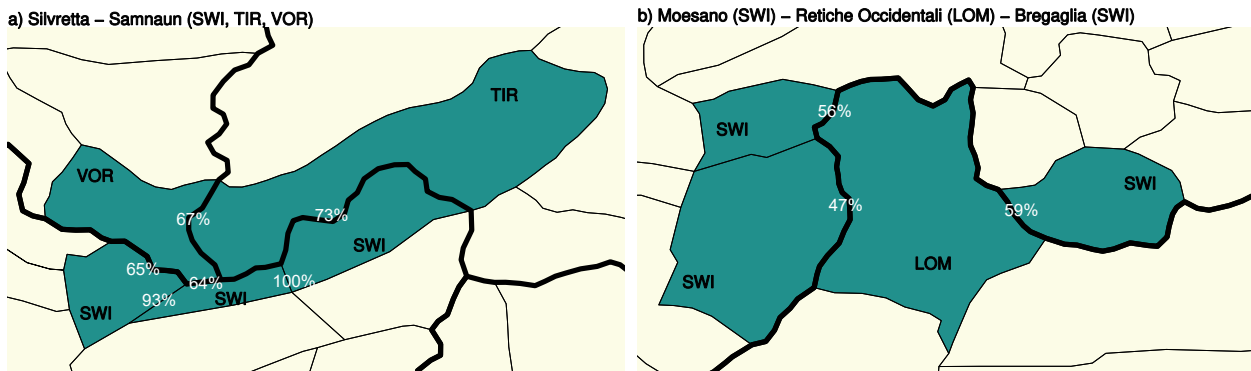 a) Silvretta – Samnaun (SWI, TIR, VOR)
TIR
VOR
67%
73%
SWI
65%
64%
100%
93%
SWI
SWI
b) Moesano (SWI) – Retiche Occidentali (LOM) – Bregaglia (SWI)
56%
SWI
SWI
47%
59%
LOM
SWI